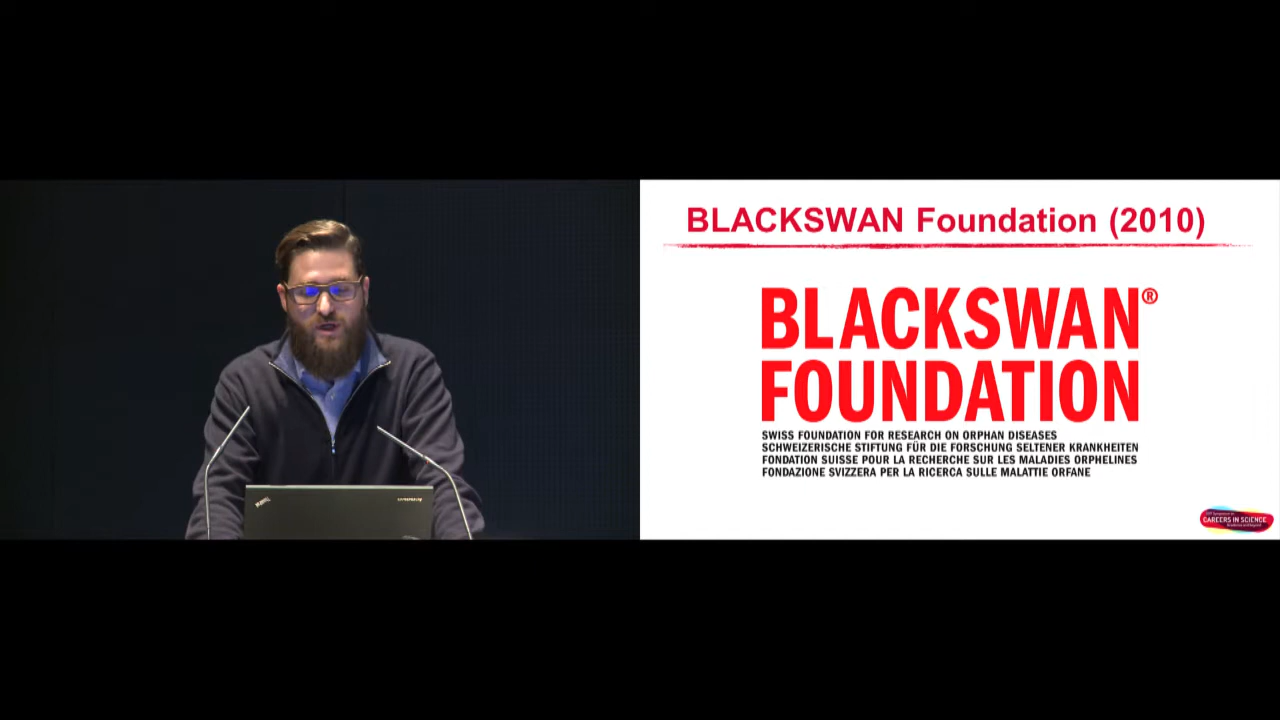 BLACKSWAN Foundation (2010)
BLACKSWAN®
FOUNDATION
SWISS FOUNDATION FOR RESEARCH ON ORPHAN DISEASES
SCHWEIZERISCHE STIFTUNG FÜR DIE FORSCHUNG SELTENER KRANKHEITEN
FONDATION SUISSE POUR LA RECHERCHE SUR LES MALADIES ORPHELINES
FONDAZIONE SVIZZERA PER LA RICERCA SULLE MALATTIE ORFANE
CAREERS IN SCIENCE